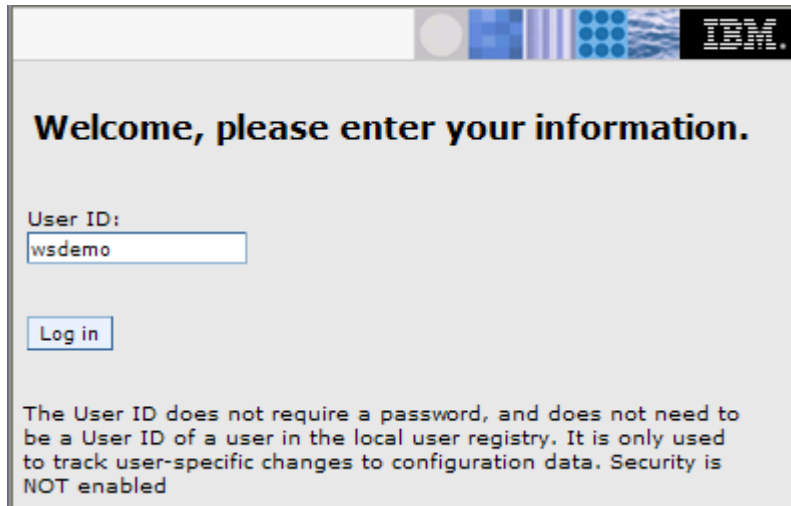 IBM.
Welcome, please enter your information.
User ID:
wsdemo
Log in
The User ID does not require a password, and does not need to
be a User ID of a user in the local user registry. It is only used
to track user-specific changes to configuration data. Security is
NOT enabled